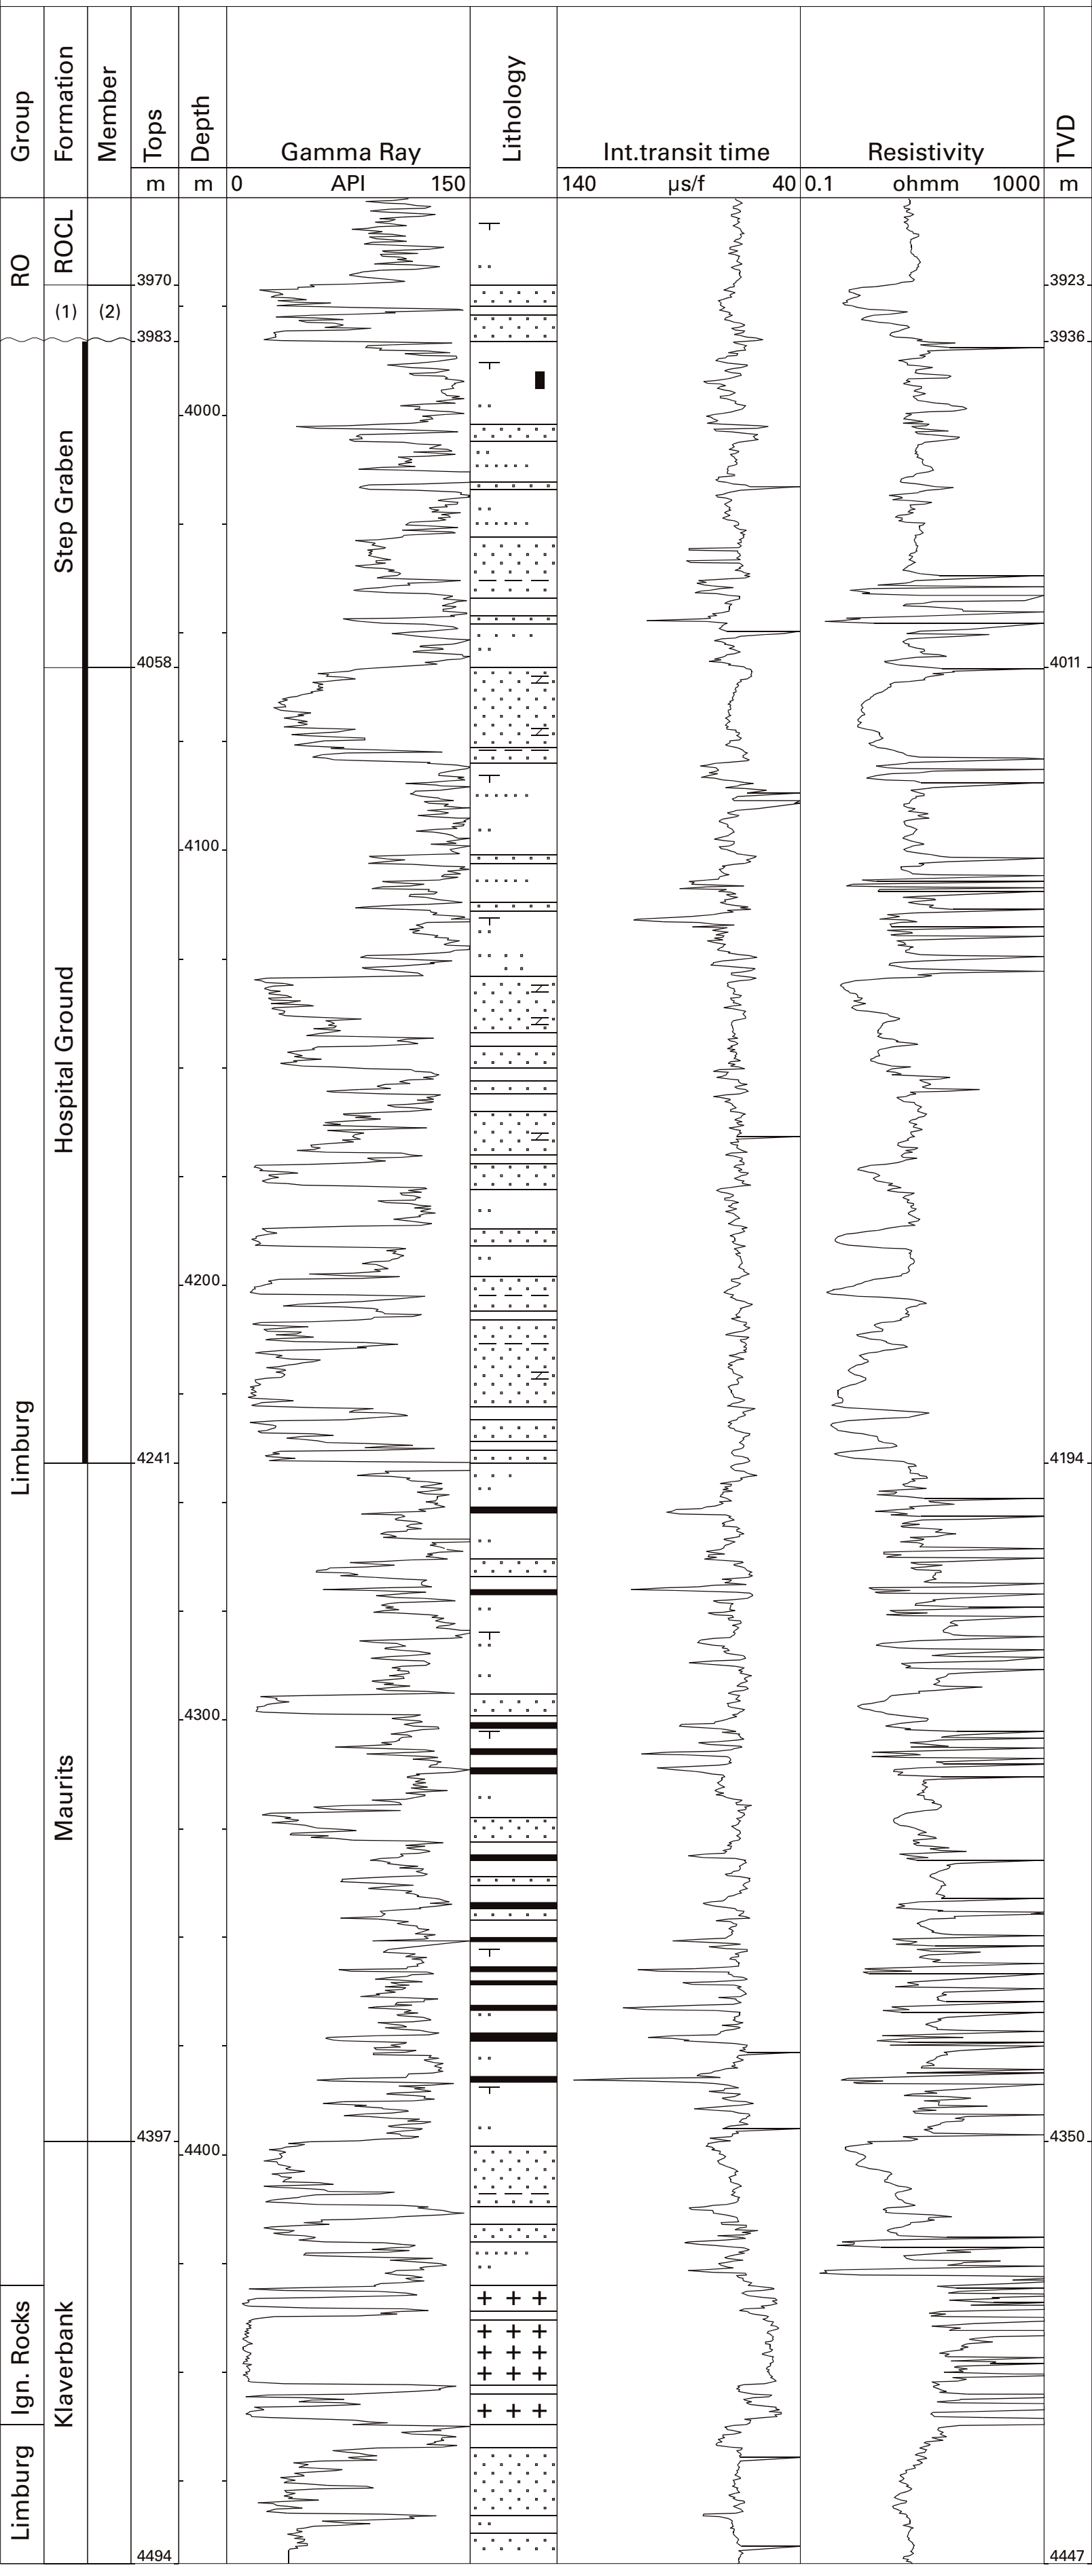 Group
Formation
Member
Tops
Depth
Gamma Ray
Lithology
Int.transit time
Resistivity
TVD
m
m
0 API 150
140 µs/f 40
0.1 ohmm 1000
m
RO
ROCL
3970
3923
(1)
(2)
3983
3936
4000
Step Graben
4058
4011
4100
Hospital Ground
4200
Limburg
4241
4194
4300
Maurits
4397
4350
4400
Ign. Rocks
Klaverbank
Limburg
4494
4447